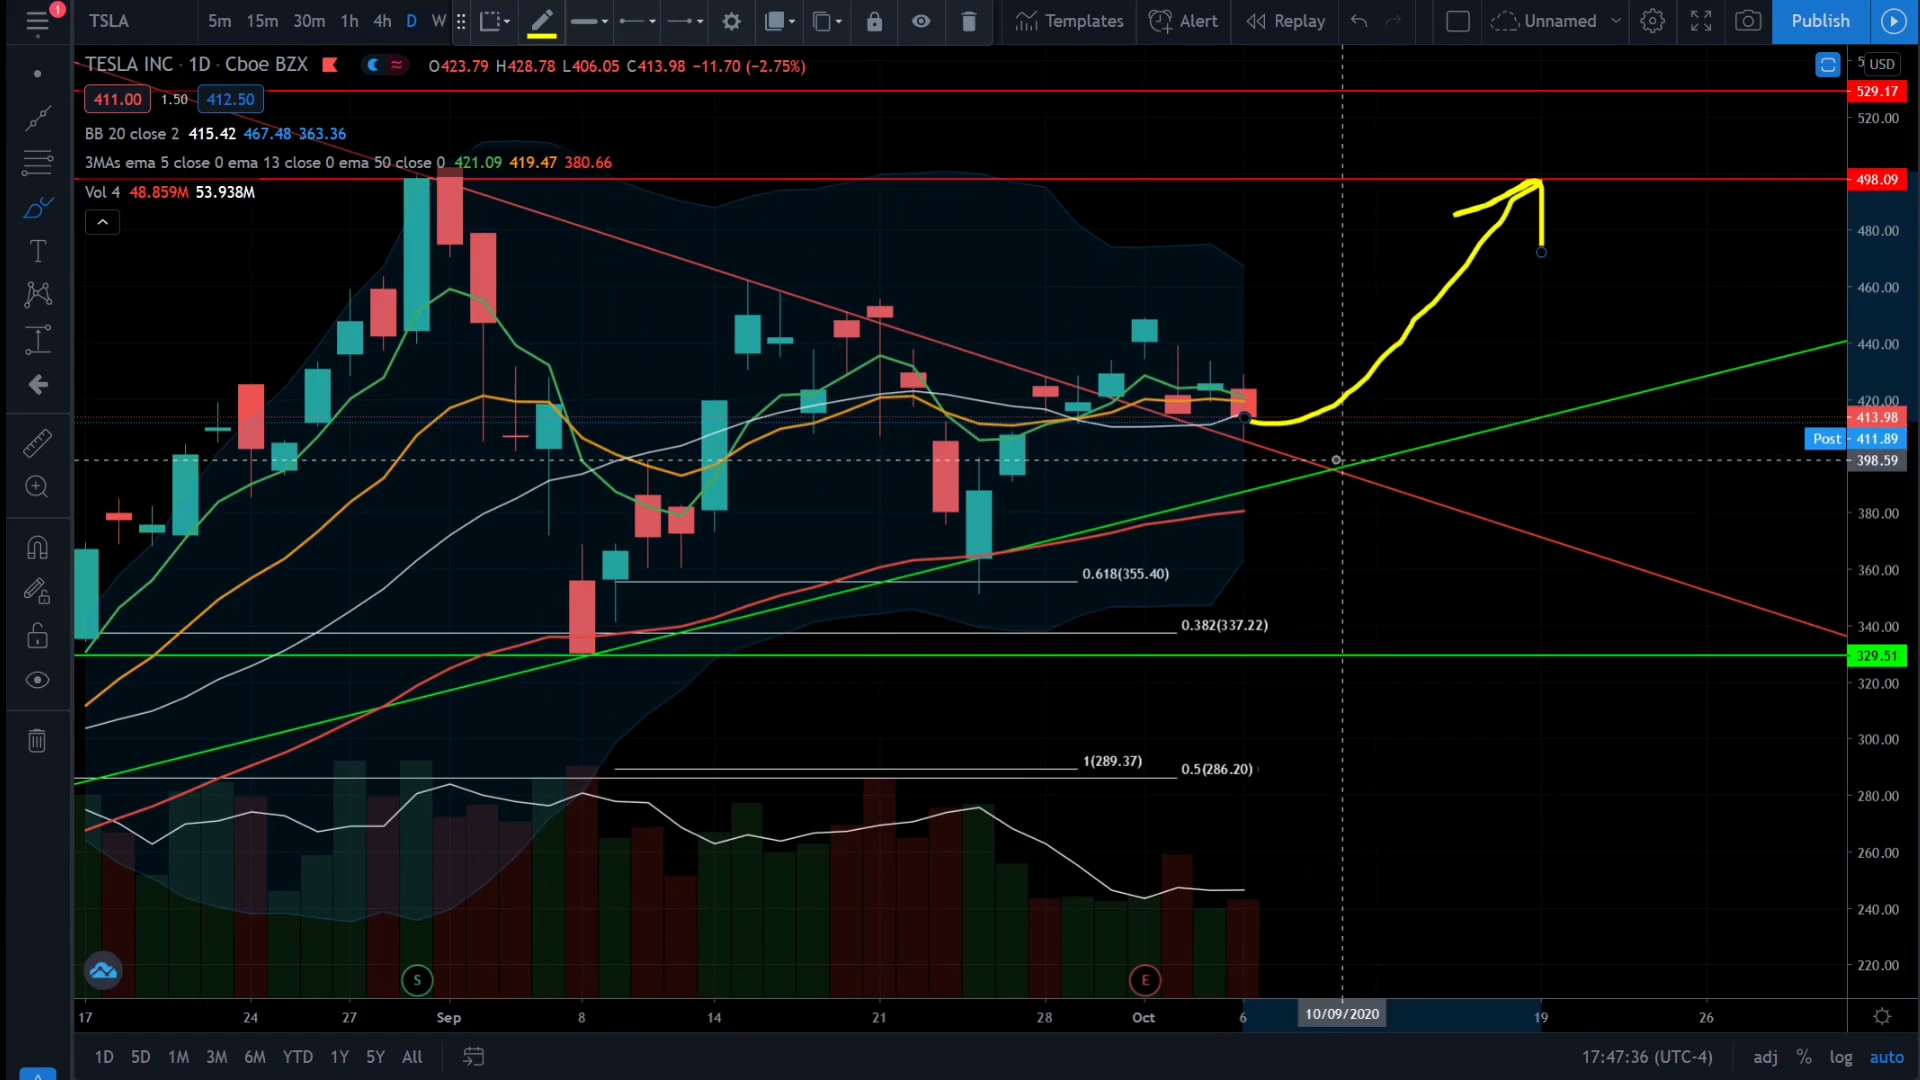 1
TSLA 5m 15m 30m 1h 4h D W Templates Alert Replay Unnamed Publish
TESLA INC · 1D · Cboe BZX O423.79 H428.78 L406.05 C413.98 −11.70 (−2.75%)
USD
411.00 1.50 412.50
529.17
520.00
BB 20 close 2 415.42 467.48 363.36
3MAs ema 5 close 0 ema 13 close 0 ema 50 close 0 421.09 419.47 380.66
498.09
Vol 4 48.859M 53.938M
480.00
460.00
440.00
420.00
413.98
Post 411.89
398.59
380.00
360.00
0.618(355.40)
0.382(337.22)
340.00
329.51
320.00
300.00
1(289.37)
0.5(286.20)
280.00
260.00
240.00
220.00
S E
17 24 27 Sep 8 14 21 28 Oct 6 10/09/2020 19 26
1D 5D 1M 3M 6M YTD 1Y 5Y All 17:47:36 (UTC-4) adj % log auto